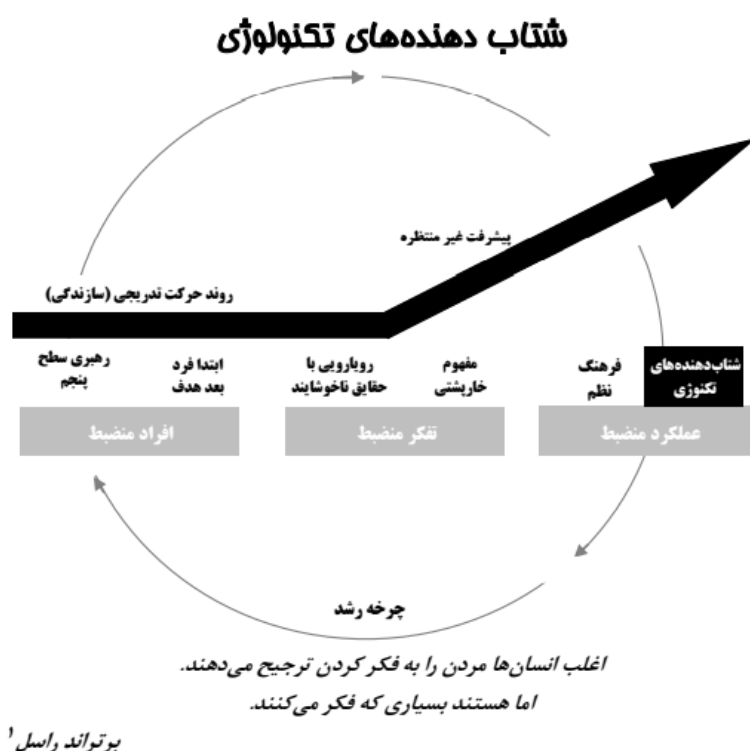 شتاب دهنده‌های تکنولوژی
پیشرفت غیر منتظره
روند حرکت تدریجی (سازندگی)
رهبری سطح
پنجم
ابتدا فرد
بعد هدف
رویارویی با
حقایق ناخوشایند
مفهوم
خارپشتی
فرهنگ
نظم
شتاب‌دهنده‌های
تکنوژی
افراد منضبط
تفکر منضبط
عملکرد منضبط
چرخه رشد
اغلب انسان‌ها مردن را به فکر کردن ترجیح می‌دهند.
اما هستند بسیاری که فکر می‌کنند.
برتراند راسل ۱